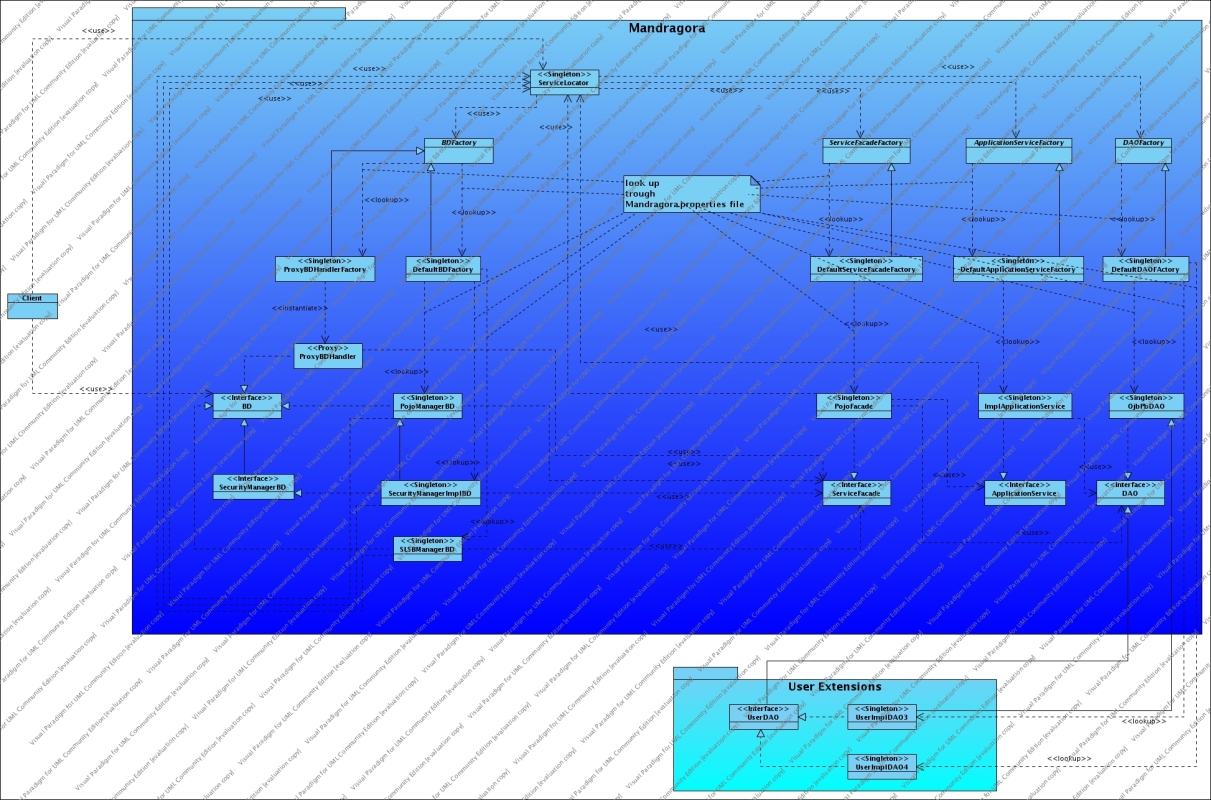 Mandragora
<<use>>
<<Singleton>>
ServiceLocator
<<use>>
<<use>>
<<use>>
<<use>>
<<use>>
<<use>>
<<use>>
<<use>>
BDFactory
ServiceFacadeFactory
ApplicationServiceFactory
DAOFactory
look up
trough
Mandragora.properties file
<<lookup>>
<<lookup>>
<<lookup>>
<<lookup>>
<<lookup>>
<<Singleton>>
ProxyBDHandlerFactory
<<Singleton>>
DefaultBDFactory
<<Singleton>>
DefaultServiceFacadeFactory
<<Singleton>>
DefaultApplicationServiceFactory
<<Singleton>>
DefaultDAOFactory
Client
<<instantiate>>
<<use>>
<<lookup>>
<<lookup>>
<<lookup>>
<<Proxy>>
ProxyBDHandler
<<lookup>>
<<use>>
<<Interface>>
BD
<<Singleton>>
PojoManagerBD
<<Singleton>>
PojoFacade
<<Singleton>>
ImplApplicationService
<<Singleton>>
OjbPbDAO
<<use>>
<<lookup>>
<<use>>
<<use>>
<<use>>
<<Interface>>
SecurityManagerBD
<<Singleton>>
SecurityManagerImplBD
<<Interface>>
ServiceFacade
<<Interface>>
ApplicationService
<<Interface>>
DAO
<<use>>
<<lookup>>
<<use>>
<<Singleton>>
SLSBManagerBD
<<use>>
User Extensions
<<Interface>>
UserDAO
<<Singleton>>
UserImplDAO3
<<lookup>>
<<Singleton>>
UserImplDAO4
<<lookup>>
Visual Paradigm for UML Community Edition [evaluation copy]